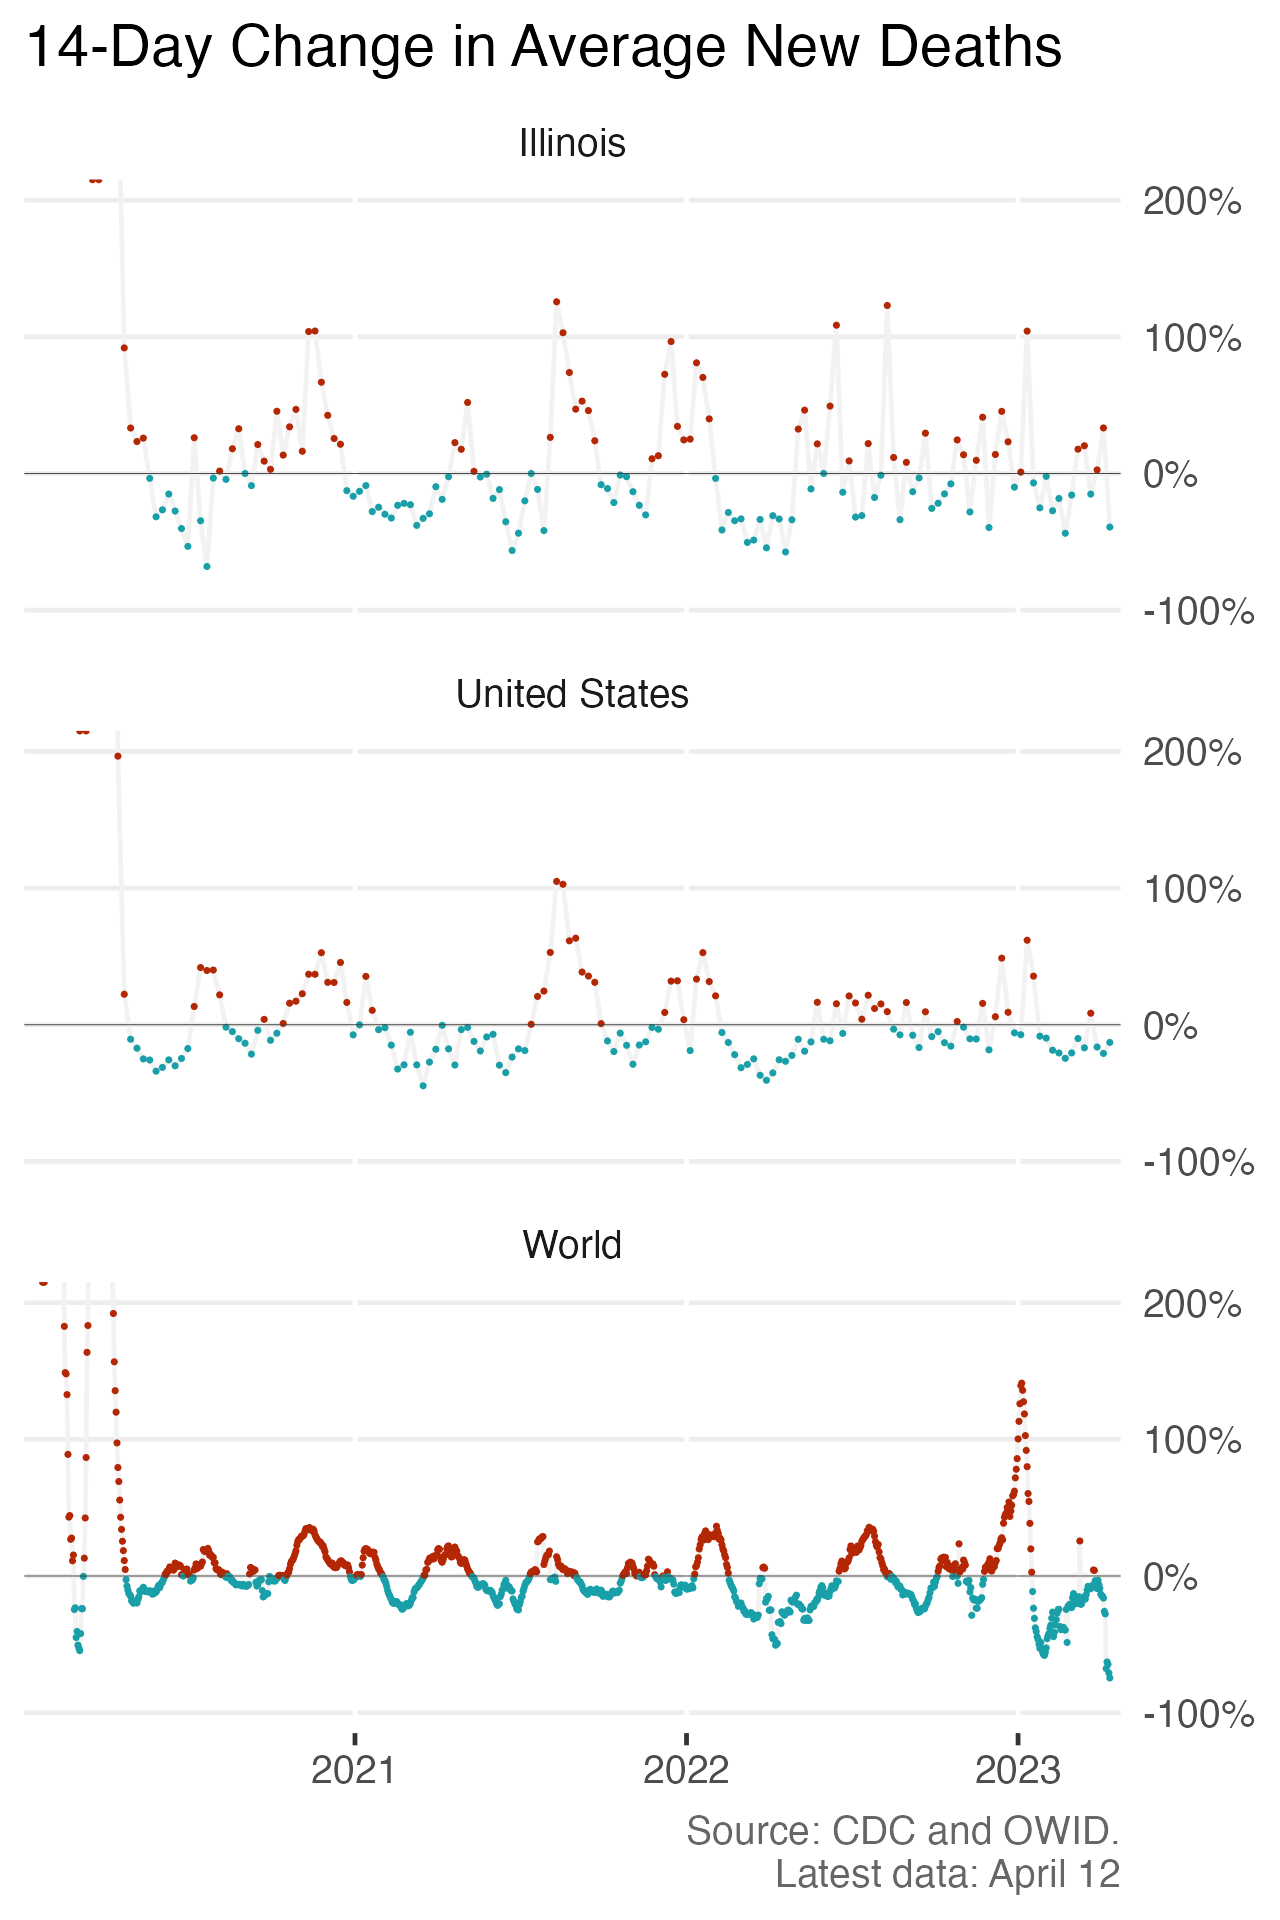 14-Day Change in Average New Deaths
Illinois
200%
100%
0%
-100%
United States
200%
100%
0%
-100%
World
200%
100%
0%
-100%
2021 2022 2023
Source: CDC and OWID.
Latest data: April 12